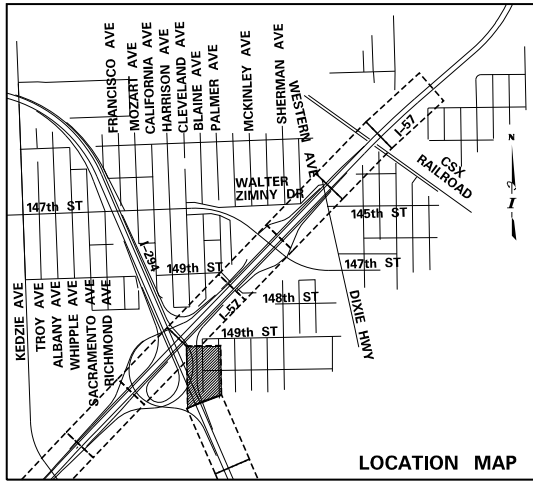 FRANCISCO AVE
MOZART AVE
CALIFORNIA AVE
HARRISON AVE
CLEVELAND AVE
BLAINE AVE
PALMER AVE
MCKINLEY AVE
SHERMAN AVE
WESTERN AVE
I-57
N
CSX
RAILROAD
WALTER
ZIMNY DR
147th ST
145th ST
I-294
149th ST
147th ST
148th ST
I-57
149th ST
DIXIE HWY
KEDZIE AVE
TROY AVE
ALBANY AVE
WHIPPLE AVE
SACRAMENTO AVE
RICHMOND AVE
LOCATION MAP